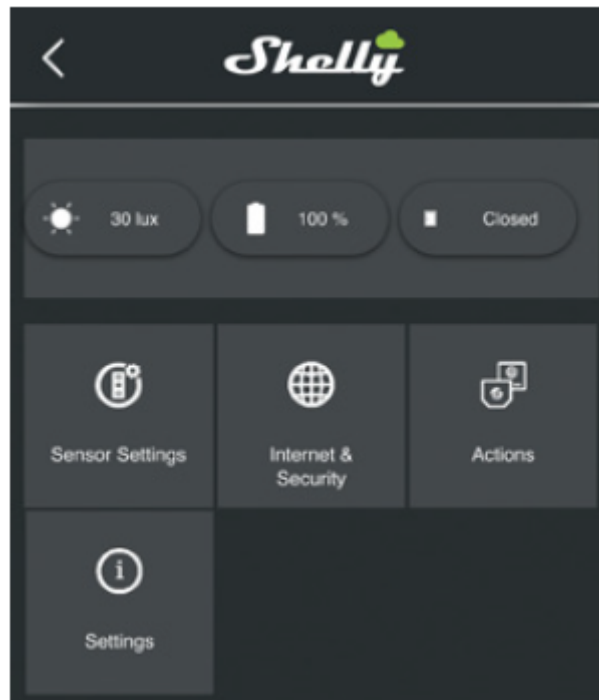 Shelly
30 lux
100 %
Closed
Sensor Settings
Internet &
Security
Actions
Settings